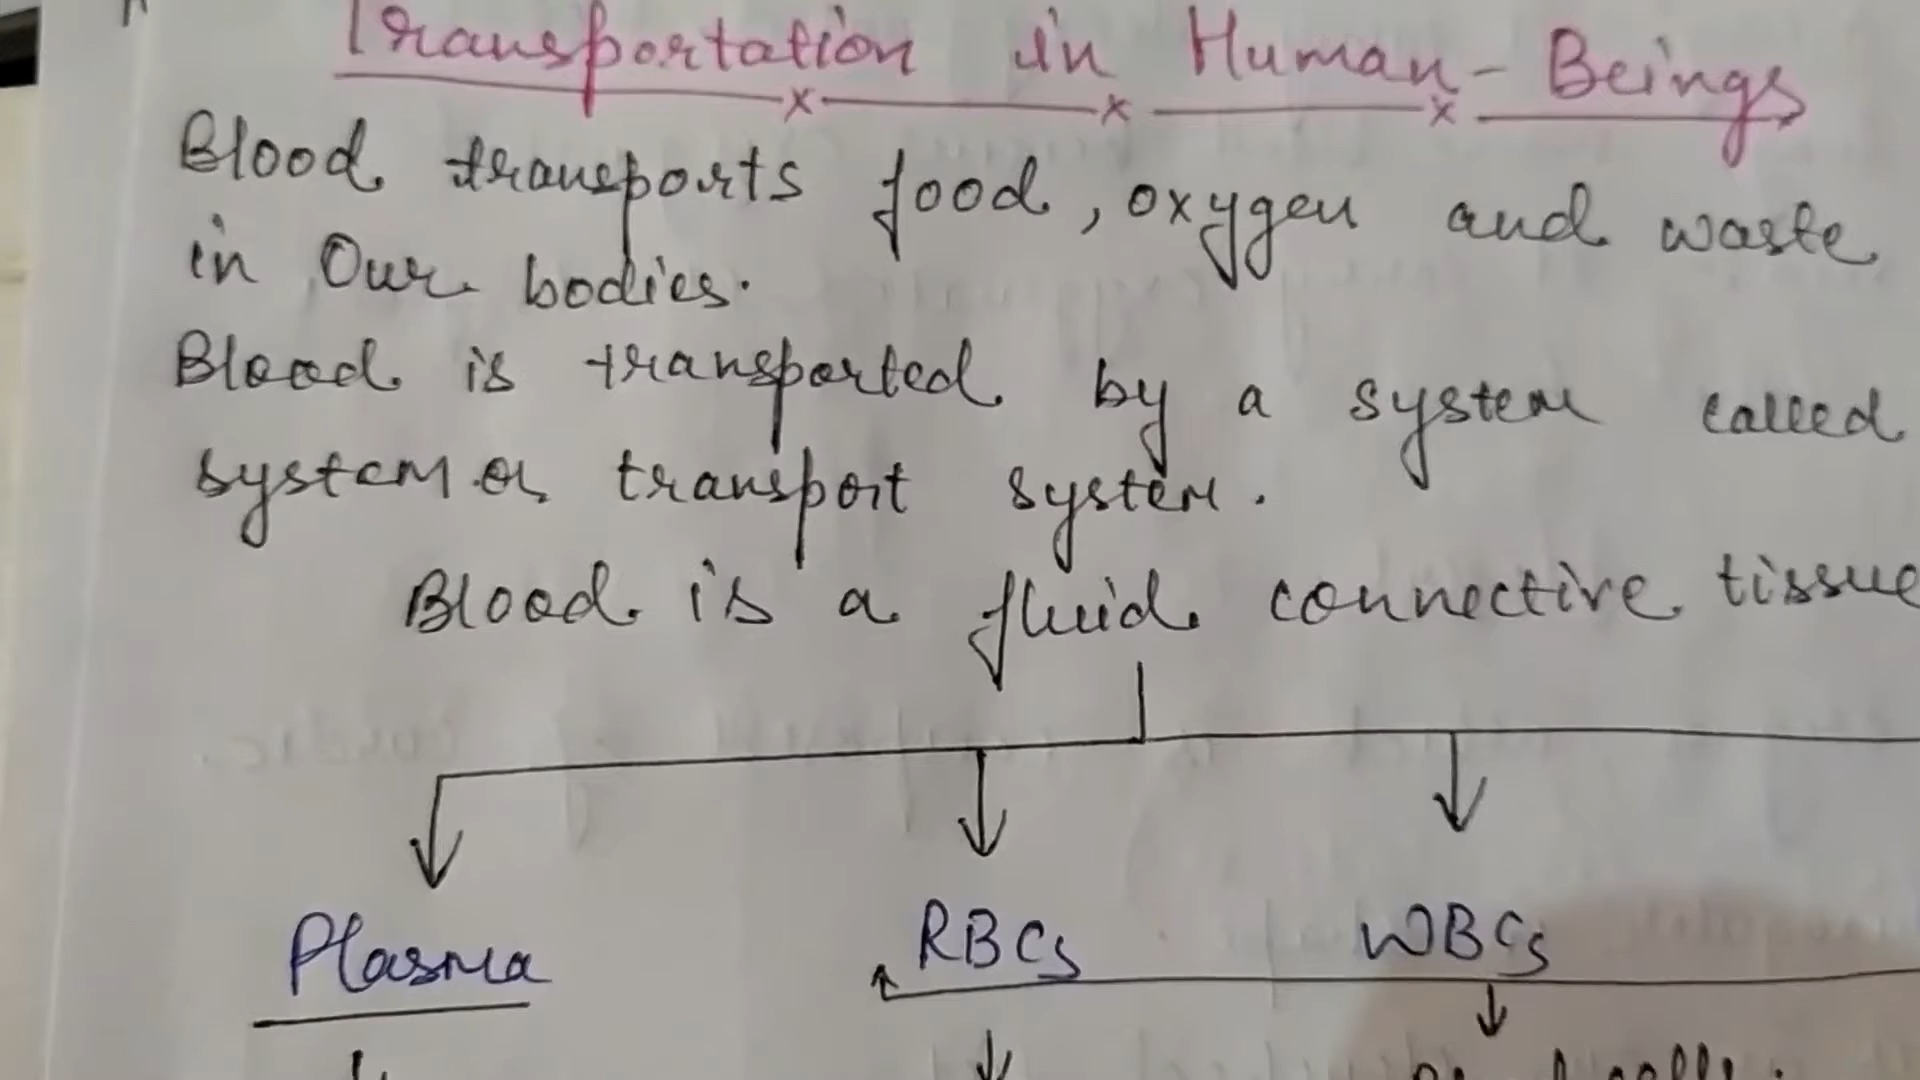 Transportation in Human-Beings
Blood transports food, oxygen and waste
in Our bodies.
Blood is transported by a system called
system or transport system.
Blood is a fluid connective tissue
Plasma RBCs WBCs